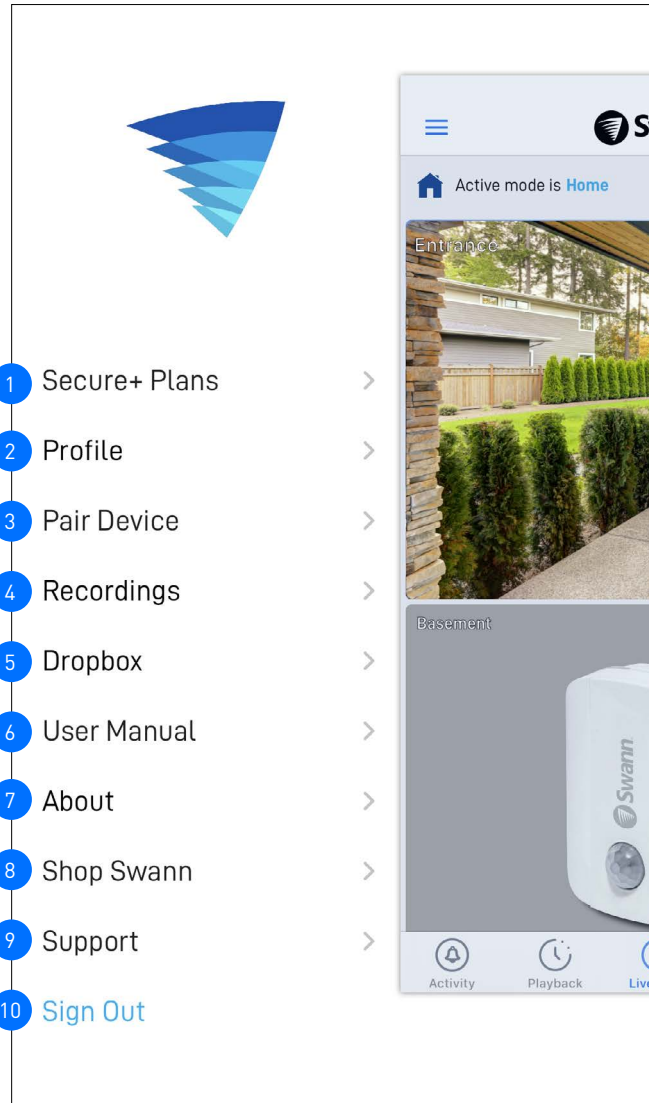 Active mode is Home
Entrance
1 Secure+ Plans
2 Profile
3 Pair Device
4 Recordings
5 Dropbox
6 User Manual
7 About
8 Shop Swann
9 Support
10 Sign Out
Basement
Swann
Activity
Playback